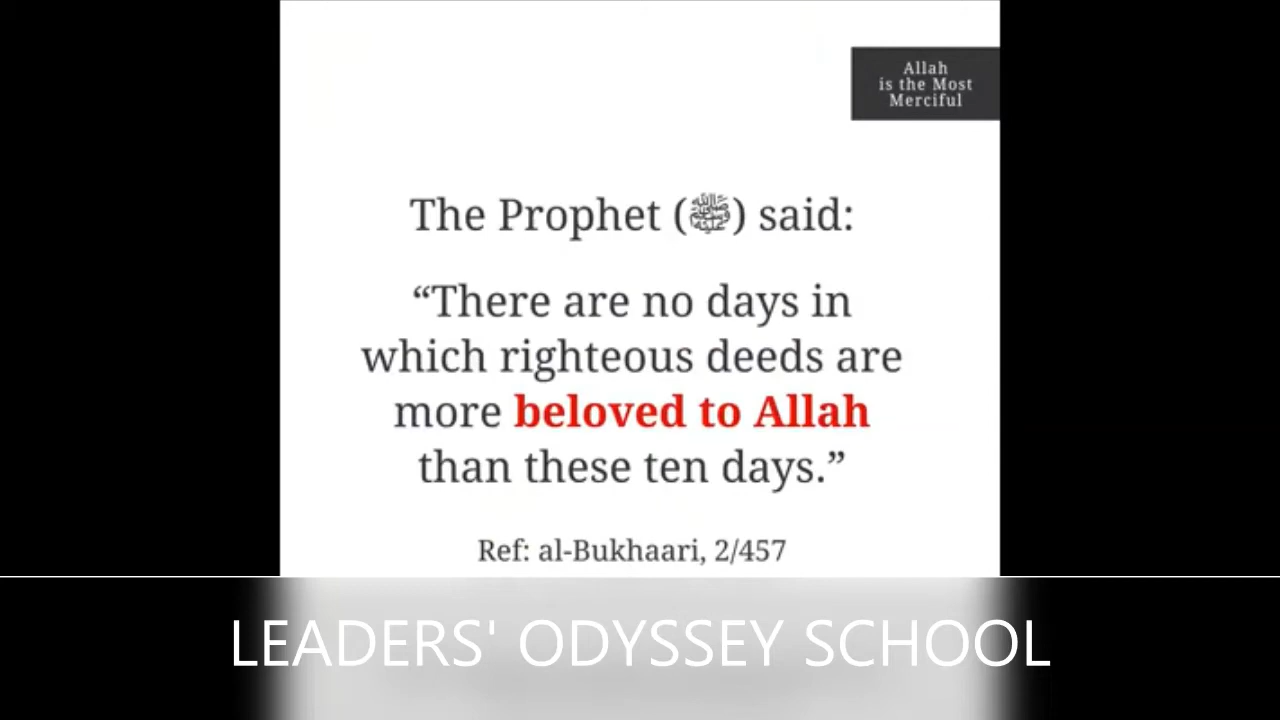 Allah
is the Most
Merciful
The Prophet (ﷺ) said:
“There are no days in
which righteous deeds are
more beloved to Allah
than these ten days.”
Ref: al-Bukhaari, 2/457
LEADERS' ODYSSEY SCHOOL